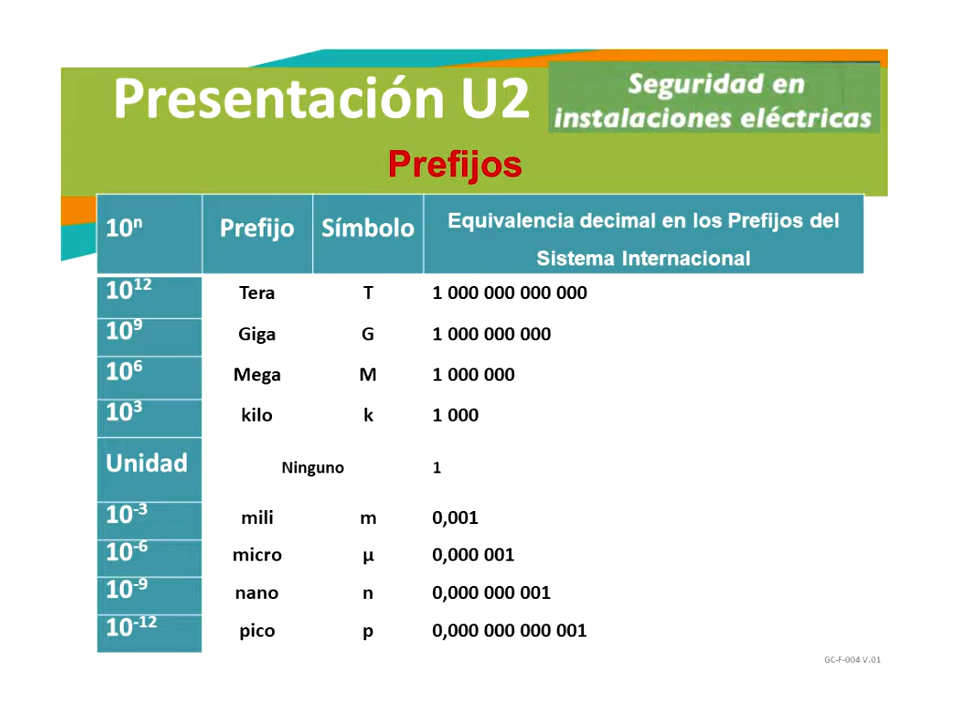 Presentación U2
Seguridad en
instalaciones eléctricas
Prefijos
10ⁿ Prefijo Símbolo Equivalencia decimal en los Prefijos del
Sistema Internacional
10¹² Tera T 1 000 000 000 000
10⁹ Giga G 1 000 000 000
10⁶ Mega M 1 000 000
10³ kilo k 1 000
Unidad Ninguno 1
10⁻³ mili m 0,001
10⁻⁶ micro µ 0,000 001
10⁻⁹ nano n 0,000 000 001
10⁻¹² pico p 0,000 000 000 001
GC-F-004 V.01